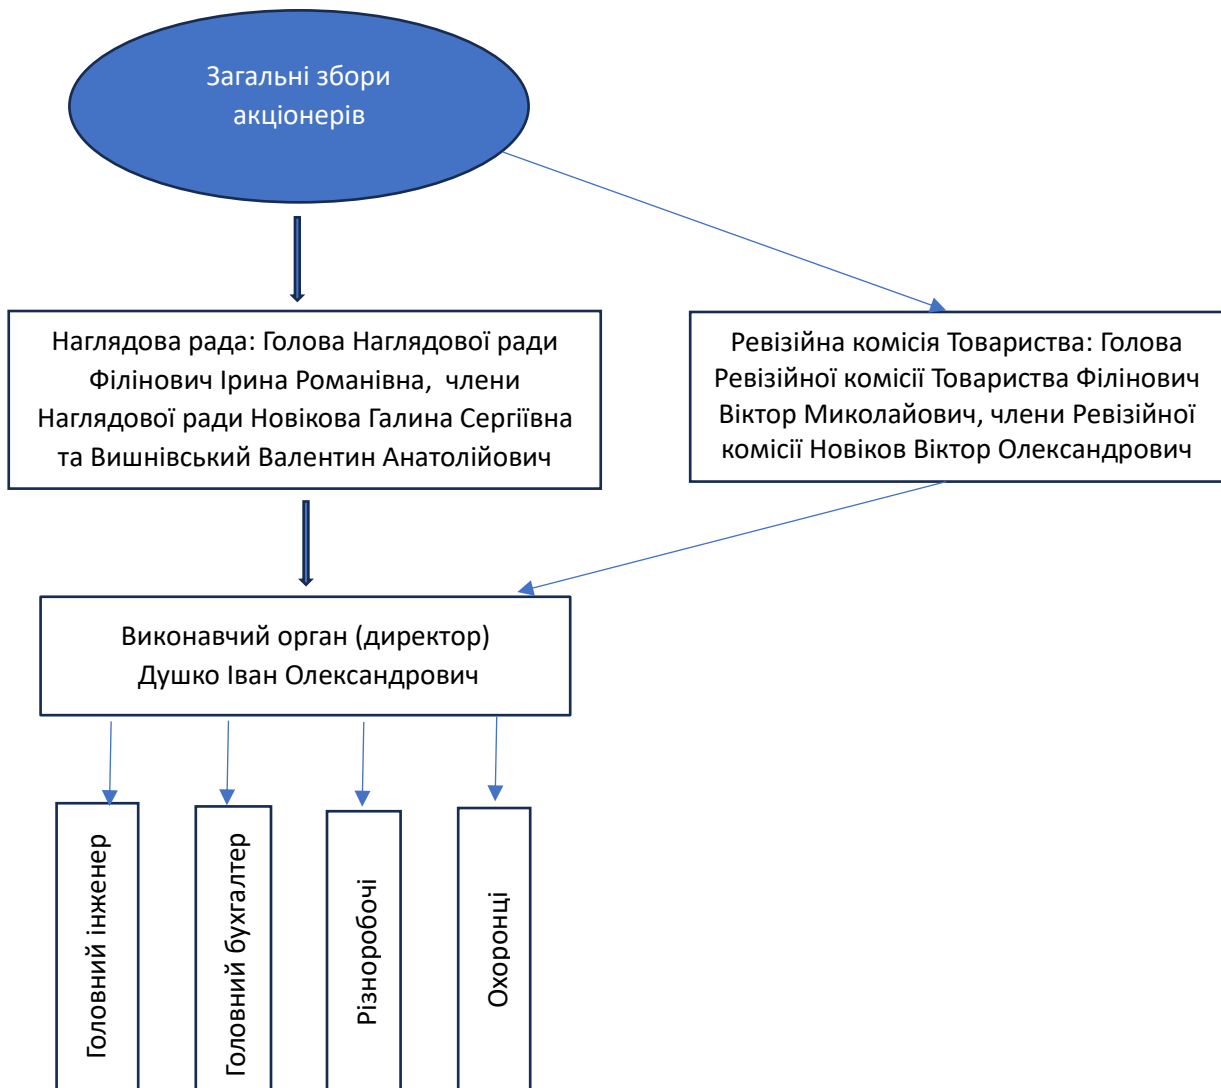 Загальні збори
акціонерів
Наглядова рада: Голова Наглядової ради
Філінович Ірина Романівна, члени
Наглядової ради Новікова Галина Сергіївна
та Вишнівський Валентин Анатолійович
Ревізійна комісія Товариства: Голова
Ревізійної комісії Товариства Філінович
Віктор Миколайович, члени Ревізійної
комісії Новіков Віктор Олександрович
Виконавчий орган (директор)
Душко Іван Олександрович
Головний інженер
Головний бухгалтер
Різноробочі
Охоронці